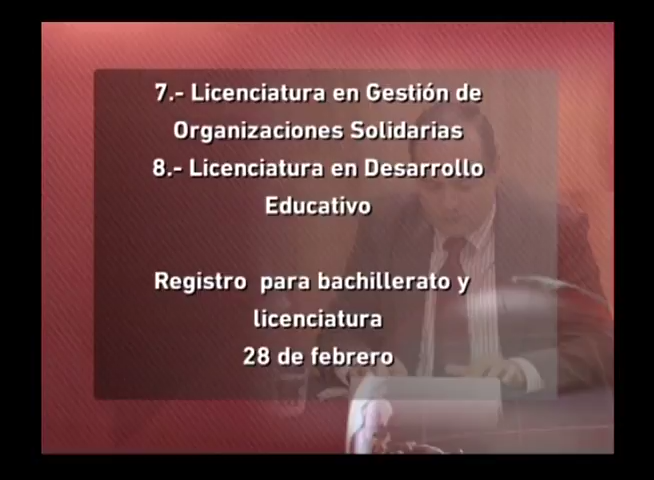 7.- Licenciatura en Gestión de
Organizaciones Solidarias
8.- Licenciatura en Desarrollo
Educativo
Registro para bachillerato y
licenciatura
28 de febrero